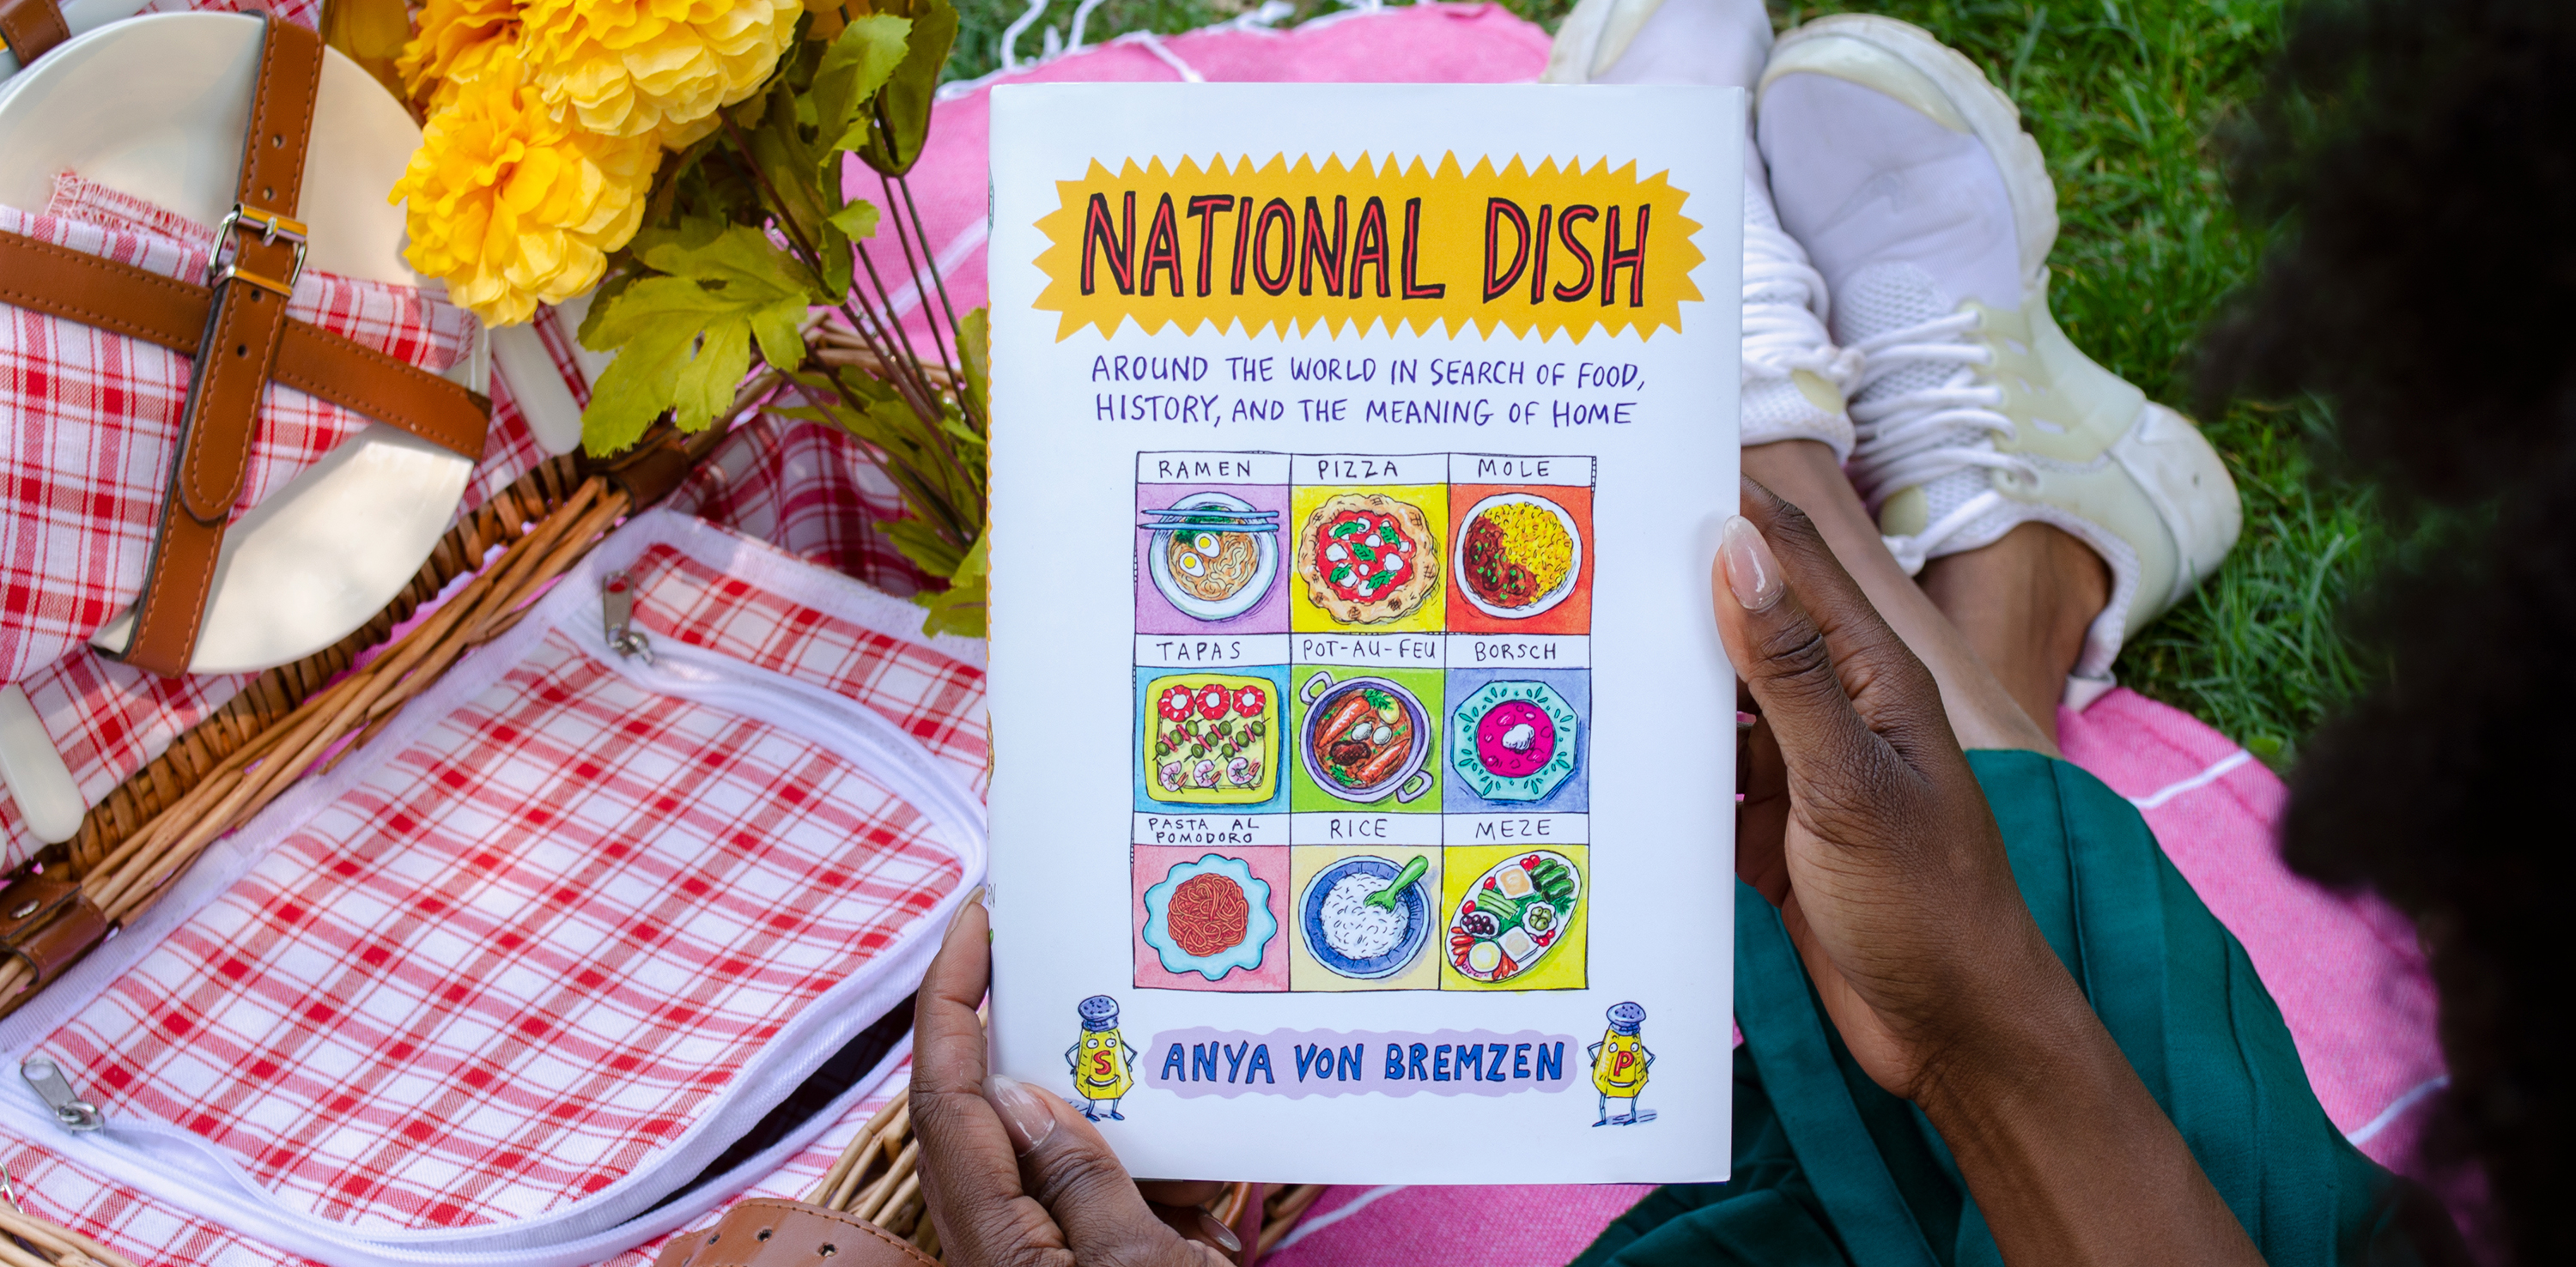 NATIONAL DISH
AROUND THE WORLD IN SEARCH OF FOOD,
HISTORY, AND THE MEANING OF HOME
RAMEN PIZZA MOLE
TAPAS POT-AU-FEU BORSCH
PASTA AL
POMODORO
RICE MEZE
S ANYA VON BREMZEN P